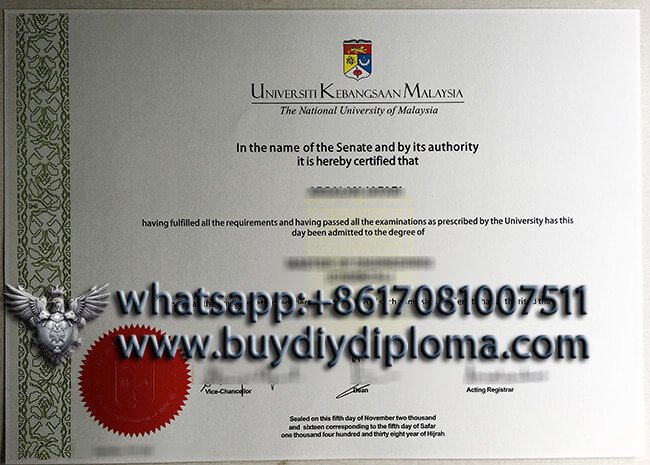 UNIVERSITI KEBANGSAAN MALAYSIA
The National University of Malaysia
In the name of the Senate and by its authority
it is hereby certified that
having fulfilled all the requirements and having passed all the examinations as prescribed by the University has this
day been admitted to the degree of
whatsapp:+8617081007511
www.buydiydiploma.com
Vice-Chancellor
Dean
Acting Registrar
Sealed on this fifth day of November two thousand
and sixteen corresponding to the fifth day of Safar
one thousand four hundred and thirty eight year of Hijrah